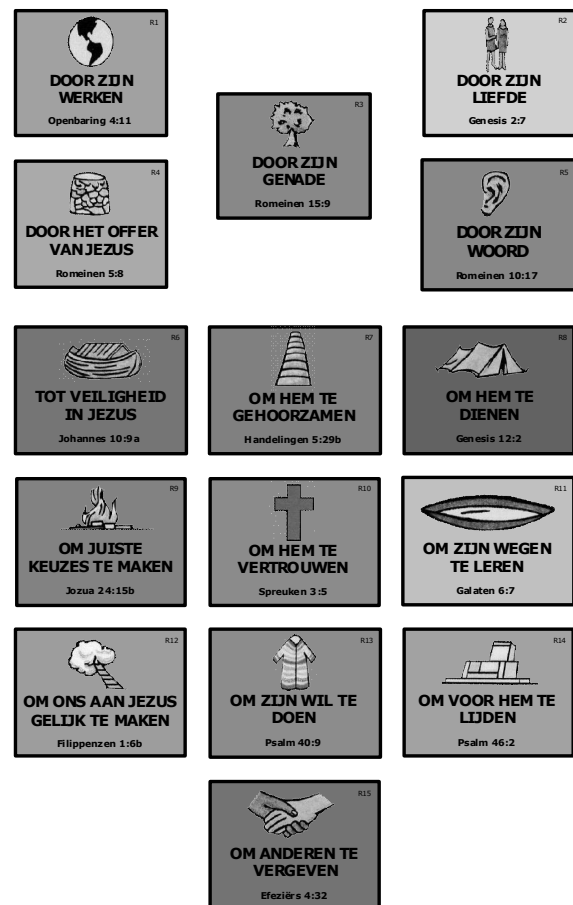 R1
DOOR ZIJN
WERKEN
Openbaring 4:11
R2
DOOR ZIJN
LIEFDE
Genesis 2:7
R3
DOOR ZIJN
GENADE
Romeinen 15:9
R4
DOOR HET OFFER
VAN JEZUS
Romeinen 5:8
R5
DOOR ZIJN
WOORD
Romeinen 10:17
R6
TOT VEILIGHEID
IN JEZUS
Johannes 10:9a
R7
OM HEM TE
GEHOORZAMEN
Handelingen 5:29b
R8
OM HEM TE
DIENEN
Genesis 12:2
R9
OM JUISTE
KEUZES TE MAKEN
Jozua 24:15b
R10
OM HEM TE
VERTROUWEN
Spreuken 3:5
R11
OM ZIJN WEGEN
TE LEREN
Galaten 6:7
R12
OM ONS AAN JEZUS
GELIJK TE MAKEN
Filippenzen 1:6b
R13
OM ZIJN WIL TE
DOEN
Psalm 40:9
R14
OM VOOR HEM TE
LIJDEN
Psalm 46:2
R15
OM ANDEREN TE
VERGEVEN
Efeziërs 4:32